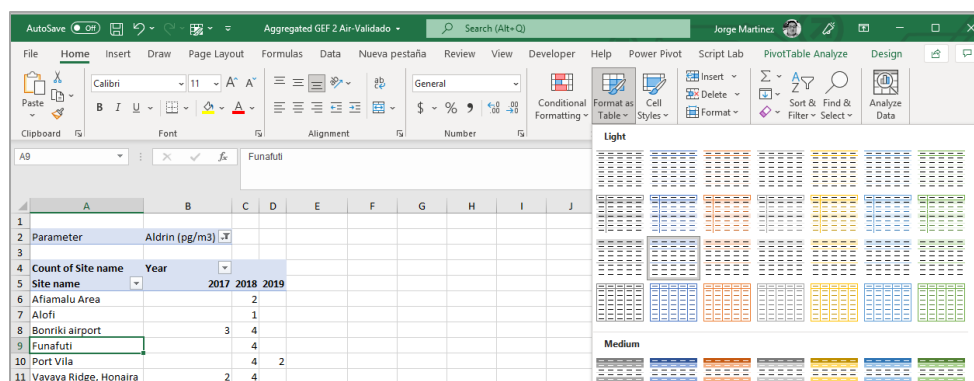 AutoSave Off Aggregated GEF 2 Air-Validado Search (Alt+Q) Jorge Martinez
File Home Insert Draw Page Layout Formulas Data Nueva pestaña Review View Developer Help Power Pivot Script Lab PivotTable Analyze Design
Calibri 11 General Insert
Paste Conditional Format as Cell Delete Sort & Find & Analyze
Formatting Table Styles Format Filter Select Data
Clipboard Font Alignment Number
Light
A9 fx Funafuti
A B C D E F G H I J
1
2 Parameter Aldrin (pg/m3)
3
4 Count of Site name Year
5 Site name 2017 2018 2019
6 Afiamalu Area 2
7 Alofi 1
8 Bonriki airport 3 4
9 Funafuti 4
10 Port Vila 4 2
11 Vavaya Ridge, Honaira 2 4
Medium